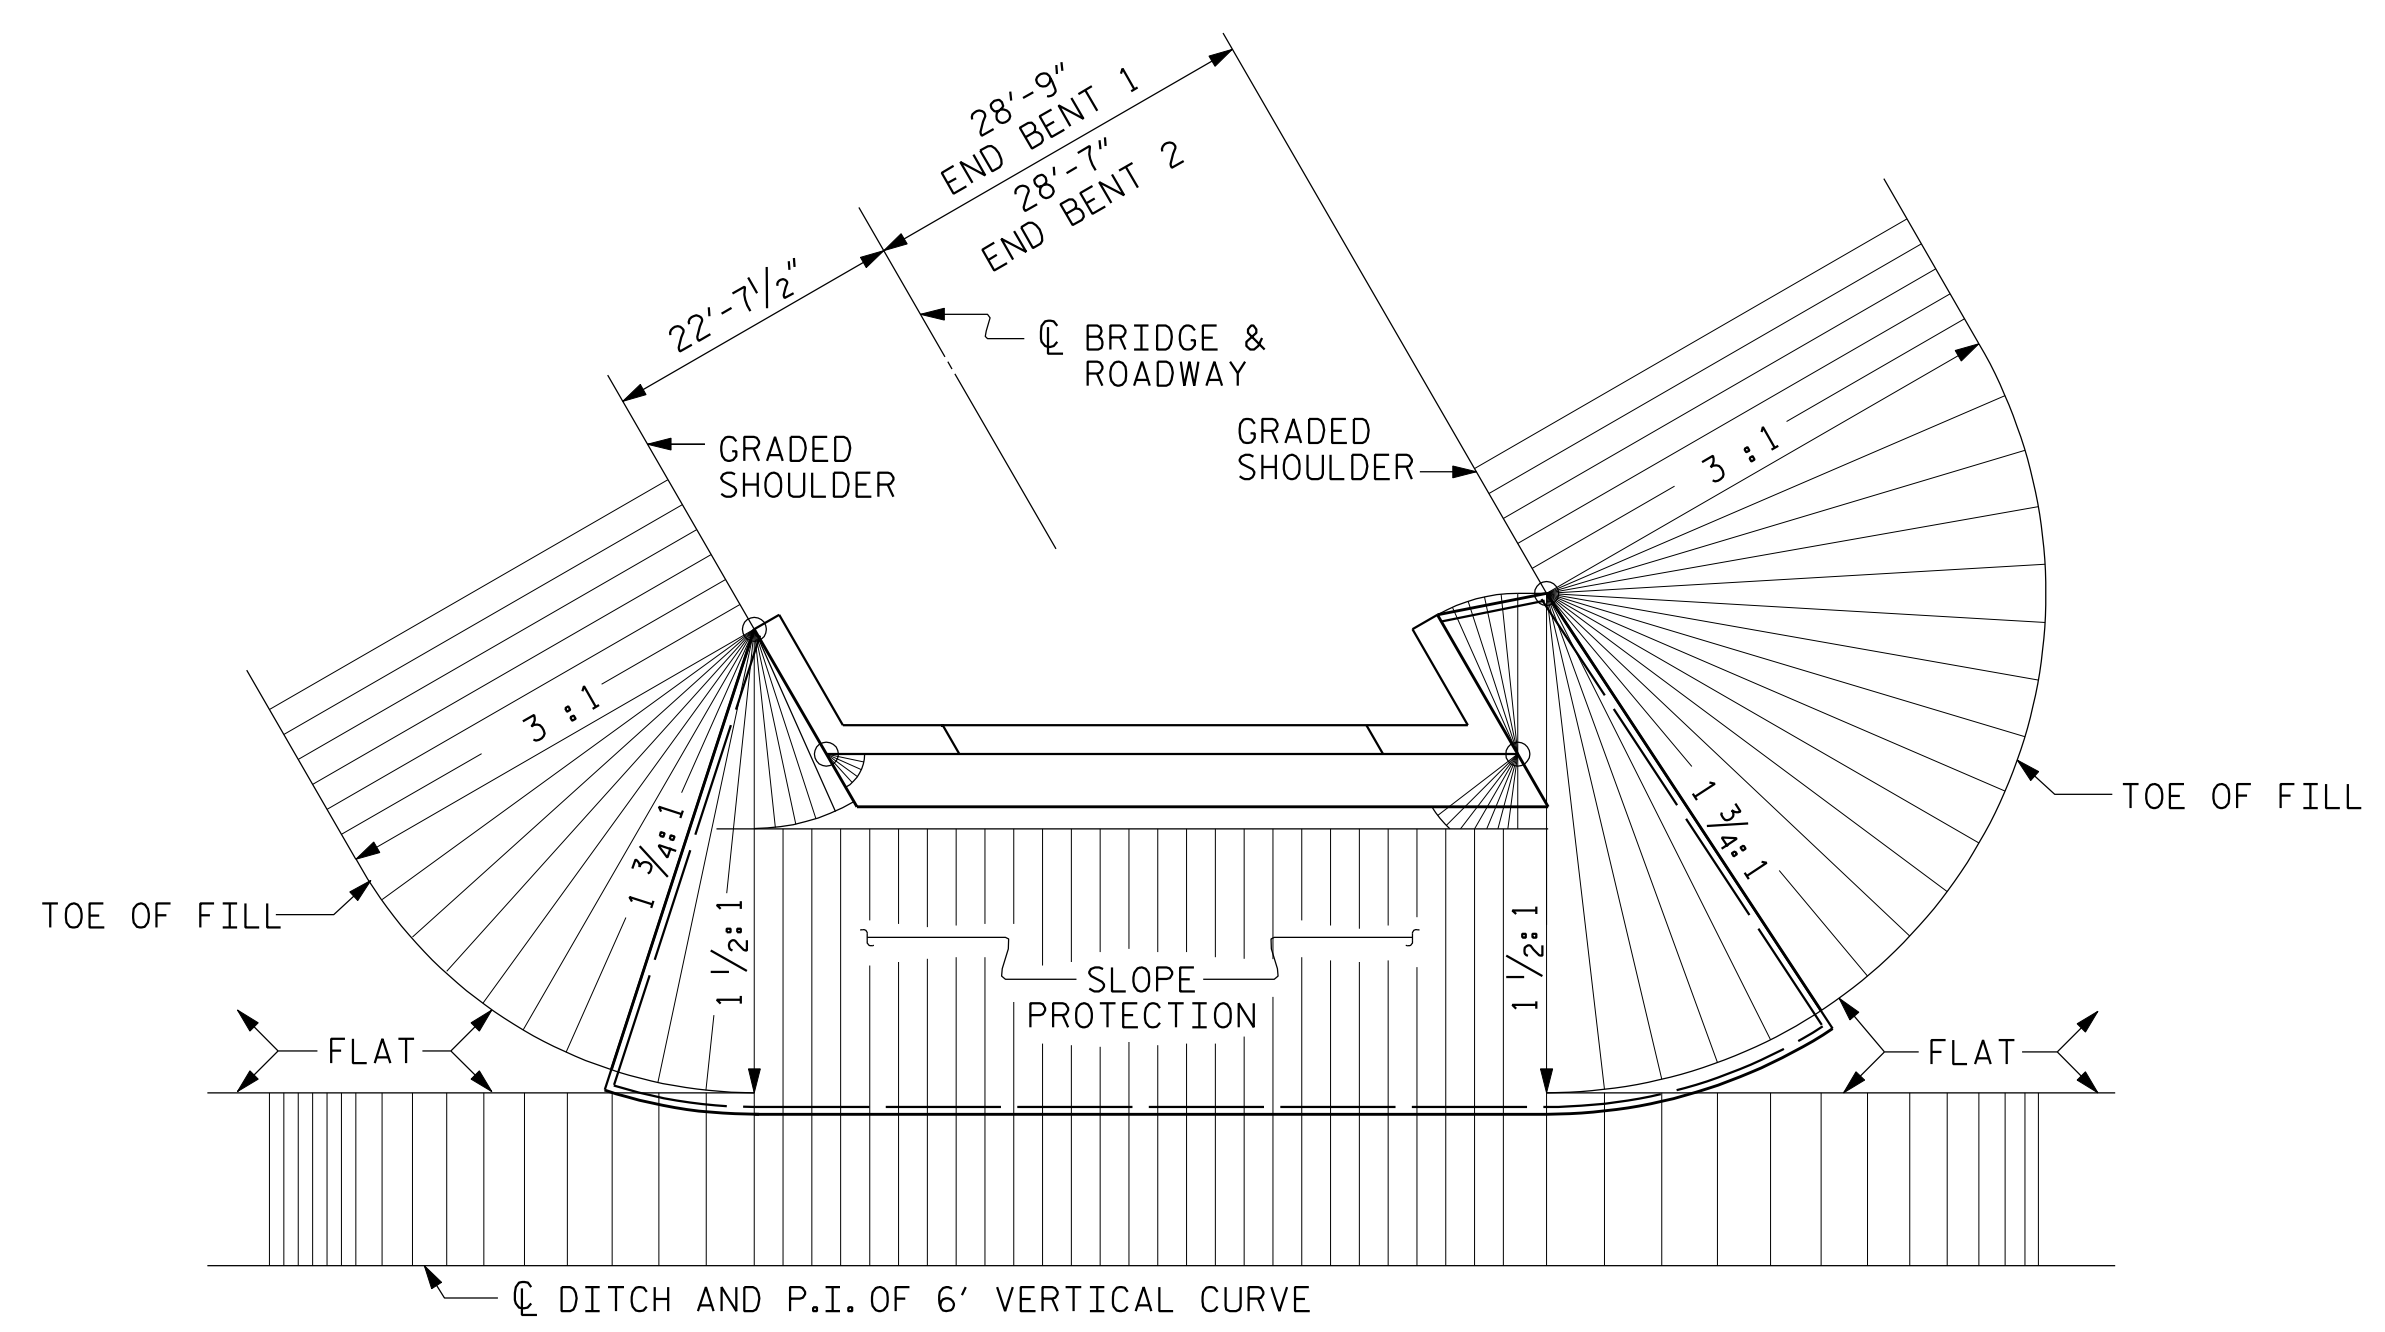 28'-9"
END BENT 1
28'-7"
END BENT 2
22'-7 1/2"
℄ BRIDGE &
ROADWAY
GRADED
SHOULDER
GRADED
SHOULDER
3 :1
3 :1
1 3/4:1
1 3/4:1
TOE OF FILL
TOE OF FILL
1 1/2:1
1 1/2:1
SLOPE
PROTECTION
FLAT
FLAT
℄ DITCH AND P.I. OF 6' VERTICAL CURVE